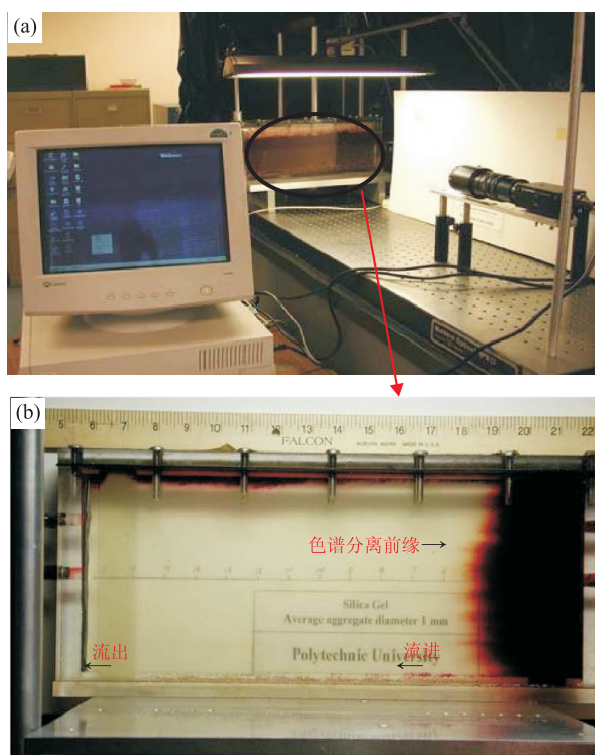 (a)
(b)
5 6 7 8 9 10 11 12 13 14 15 16 17 18 19 20 21 22
FALCON
MADE IN U.S.A.
色谱分离前缘
Silica Gel
Average aggregate diameter 1 mm
流出
流进
Polytechnic University